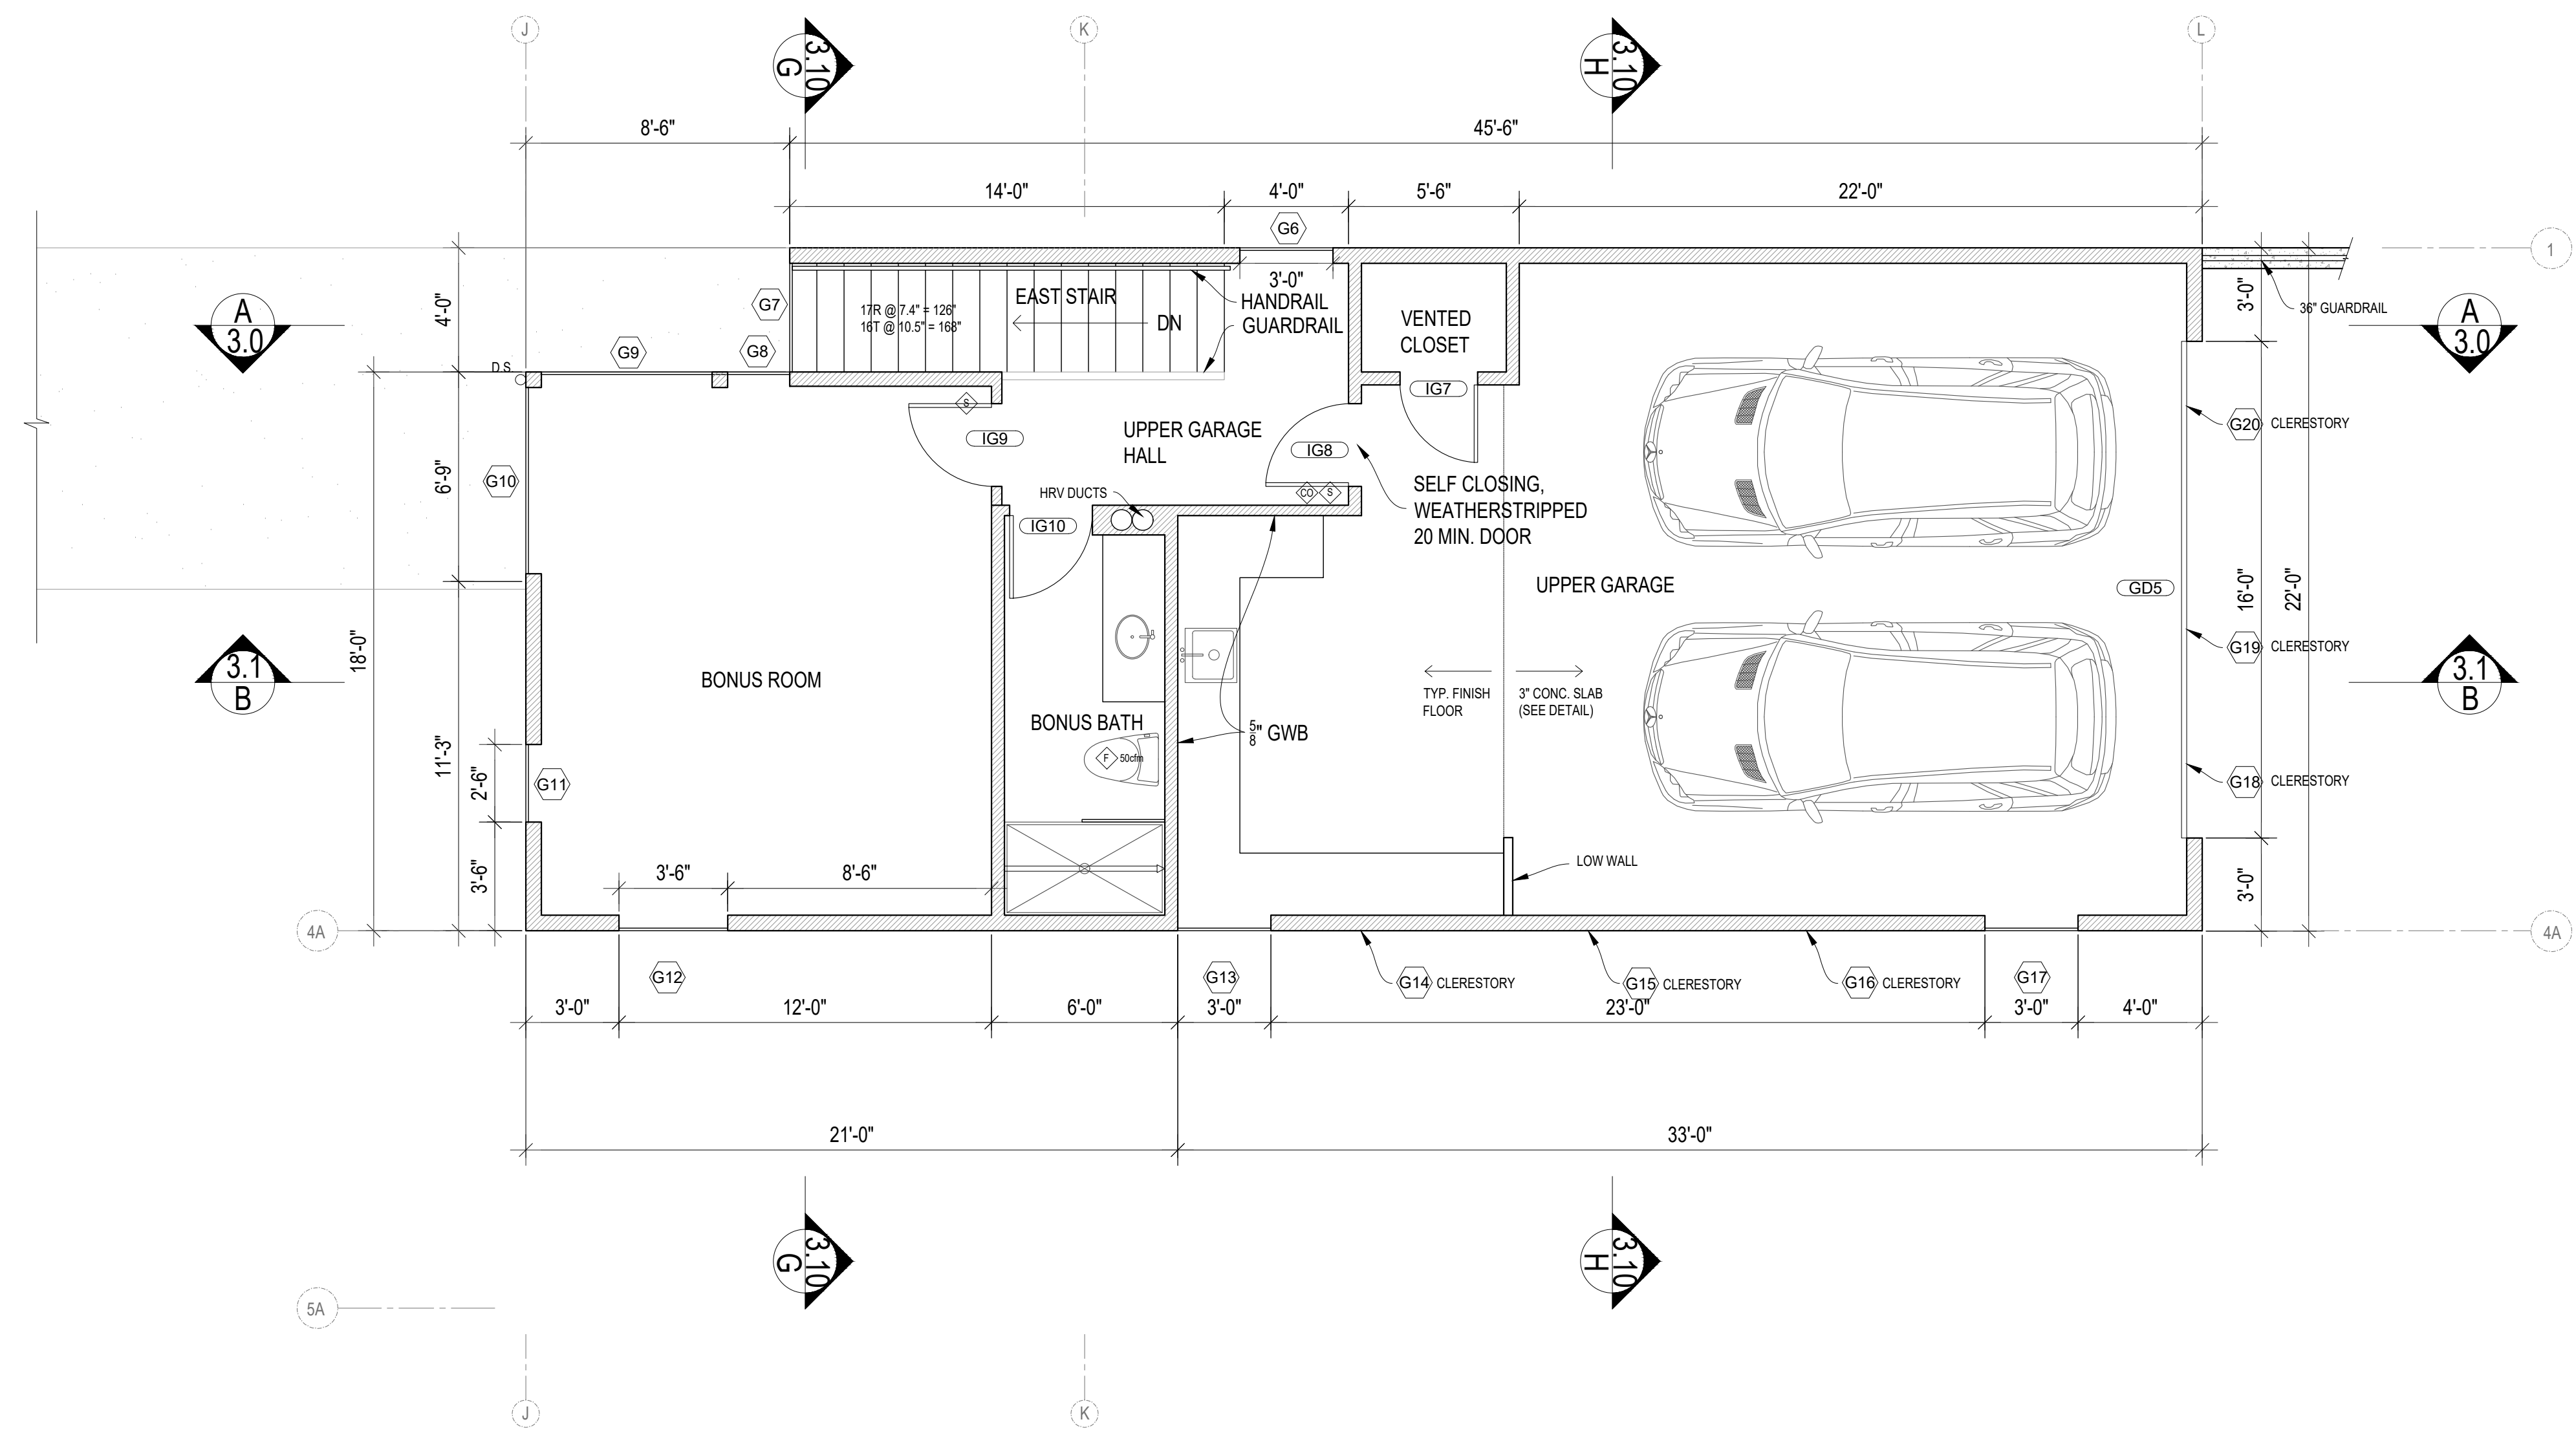 J
K
L
3.10
G
3.10
H
8'-6"
45'-6"
14'-0"
4'-0"
5'-6"
22'-0"
G6
1
3'-0"
EAST STAIR
HANDRAIL
GUARDRAIL
17R @ 7.4" = 126"
16T @ 10.5" = 168"
DN
VENTED
CLOSET
G7
G8
G9
D.S.
4'-0"
A
3.0
3'-0"
36" GUARDRAIL
A
3.0
IG7
S
IG9
UPPER GARAGE
HALL
IG8
G20
CLERESTORY
G10
6'-9"
HRV DUCTS
CO
S
SELF CLOSING,
WEATHERSTRIPPED
20 MIN. DOOR
IG10
UPPER GARAGE
GD5
16'-0"
22'-0"
18'-0"
3.1
B
BONUS ROOM
TYP. FINISH
FLOOR
3" CONC. SLAB
(SEE DETAIL)
G19
CLERESTORY
3.1
B
BONUS BATH
5/8" GWB
F
50cfm
11'-3"
2'-6"
G11
G18
CLERESTORY
3'-6"
3'-6"
8'-6"
LOW WALL
3'-0"
4A
4A
G12
G13
G14
CLERESTORY
G15
CLERESTORY
G16
CLERESTORY
G17
3'-0"
12'-0"
6'-0"
3'-0"
23'-0"
3'-0"
4'-0"
21'-0"
33'-0"
3.10
G
3.10
H
5A
J
K